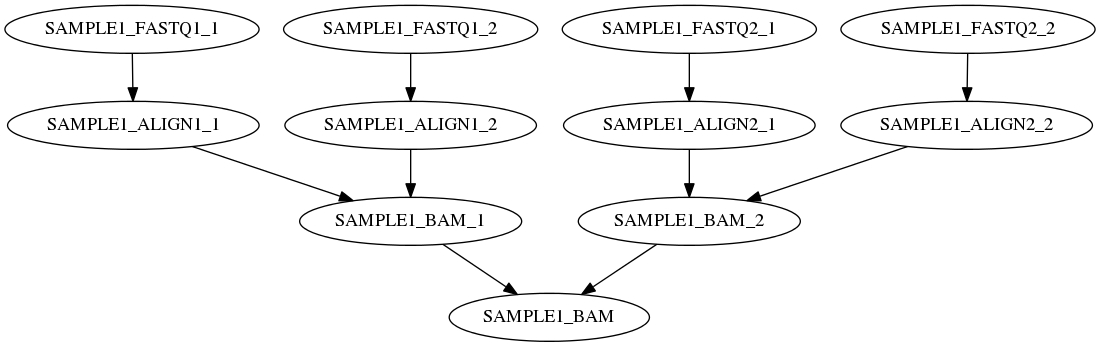 SAMPLE1_FASTQ1_1
SAMPLE1_FASTQ1_2
SAMPLE1_FASTQ2_1
SAMPLE1_FASTQ2_2
SAMPLE1_ALIGN1_1
SAMPLE1_ALIGN1_2
SAMPLE1_ALIGN2_1
SAMPLE1_ALIGN2_2
SAMPLE1_BAM_1
SAMPLE1_BAM_2
SAMPLE1_BAM